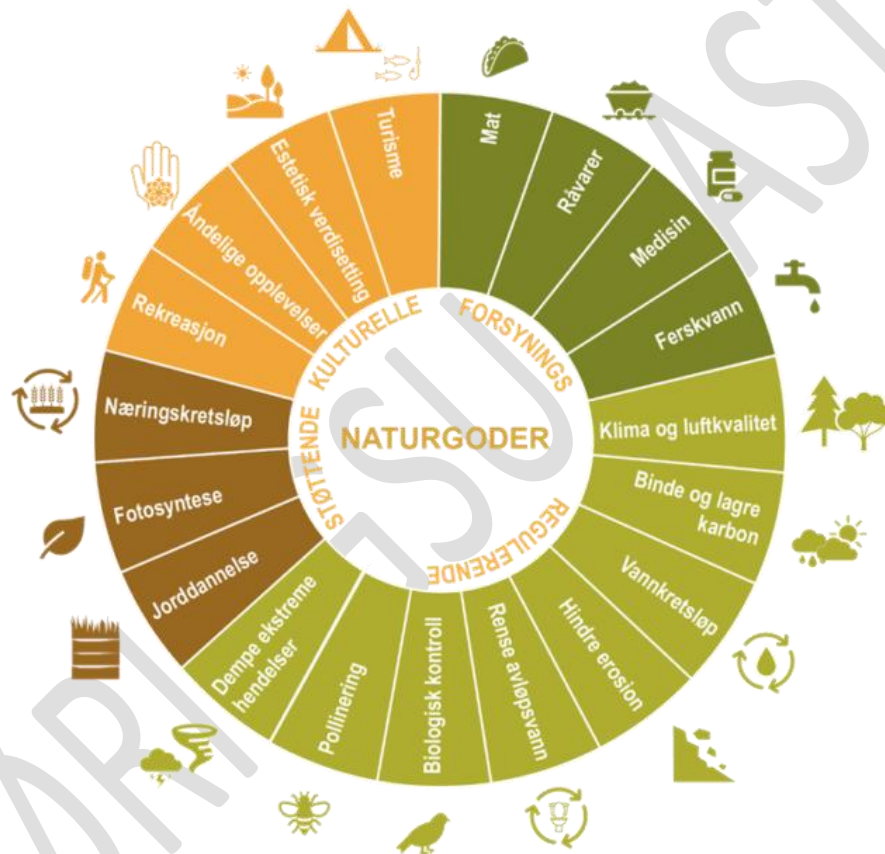 NATURGODER
FORSYNINGS
Mat
Råvarer
Medisin
Ferskvann
REGULERENDE
Klima og luftkvalitet
Binde og lagre
karbon
Vannkretsløp
Hindre erosion
Rense avløpsvann
Biologisk kontroll
Pollinering
Dempe ekstreme
hendelser
STØTTENDE
Jorddannelse
Fotosyntese
Næringskretsløp
KULTURELLE
Rekreasjon
Åndelige opplevelser
Estetisk verdisetting
Turisme